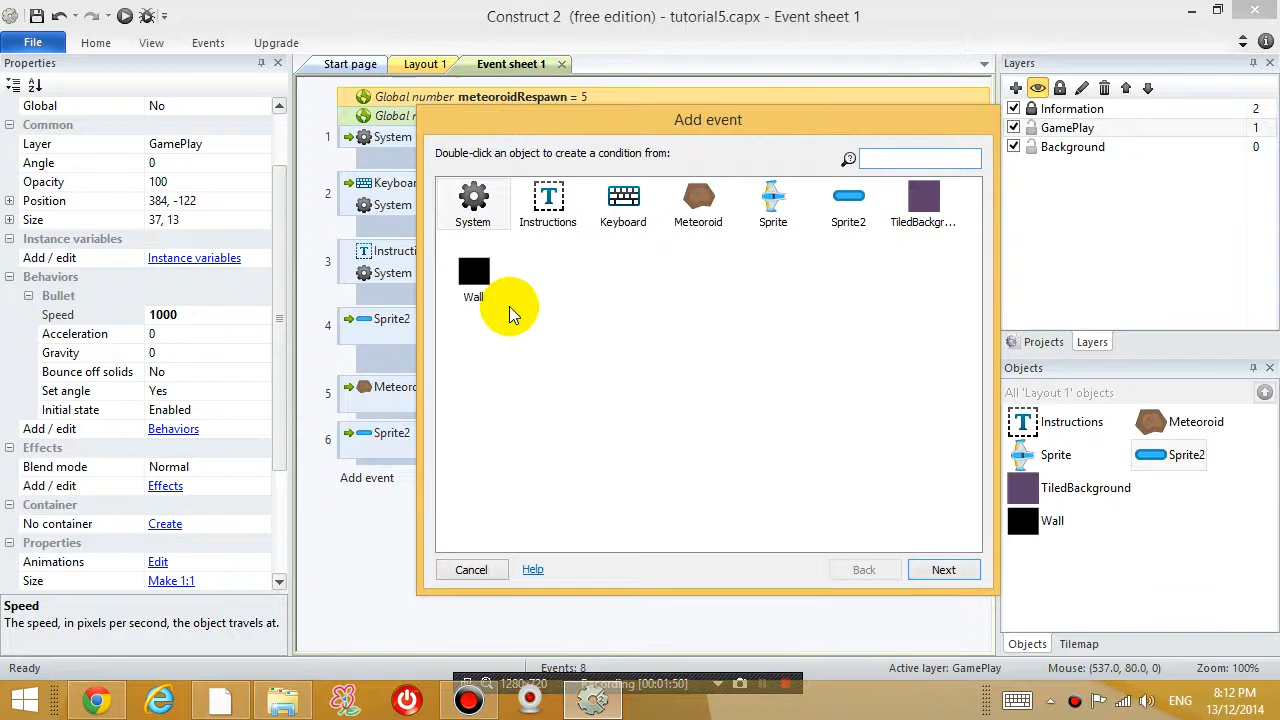 Construct 2 (free edition) - tutorial5.capx - Event sheet 1
File Home View Events Upgrade
Properties
Global No
Common
Layer GamePlay
Angle 0
Opacity 100
Position 384, -122
Size 37, 13
Instance variables
Add / edit Instance variables
Behaviors
Bullet
Speed 1000
Acceleration 0
Gravity 0
Bounce off solids No
Set angle Yes
Initial state Enabled
Add / edit Behaviors
Effects
Blend mode Normal
Add / edit Effects
Container
No container Create
Properties
Animations Edit
Size Make 1:1
Speed
The speed, in pixels per second, the object travels at.
Start page Layout 1 Event sheet 1
Global number meteoroidRespawn = 5
Global n
1 System
2 Keyboar
System
3 Instructi
System
4 Sprite2
5 Meteoro
6 Sprite2
Add event
Add event
Double-click an object to create a condition from:
System Instructions Keyboard Meteoroid Sprite Sprite2 TiledBackgr...
Wall
Cancel Help Back Next
Layers
Information 2
GamePlay 1
Background 0
Projects Layers
Objects
All 'Layout 1' objects
Instructions Meteoroid
Sprite Sprite2
TiledBackground
Wall
Objects Tilemap
Ready Events: 8 Active layer: GamePlay Mouse: (537.0, 80.0, 0) Zoom: 100%
1280x720 Recording [00:01:50]
ENG
8:12 PM
13/12/2014